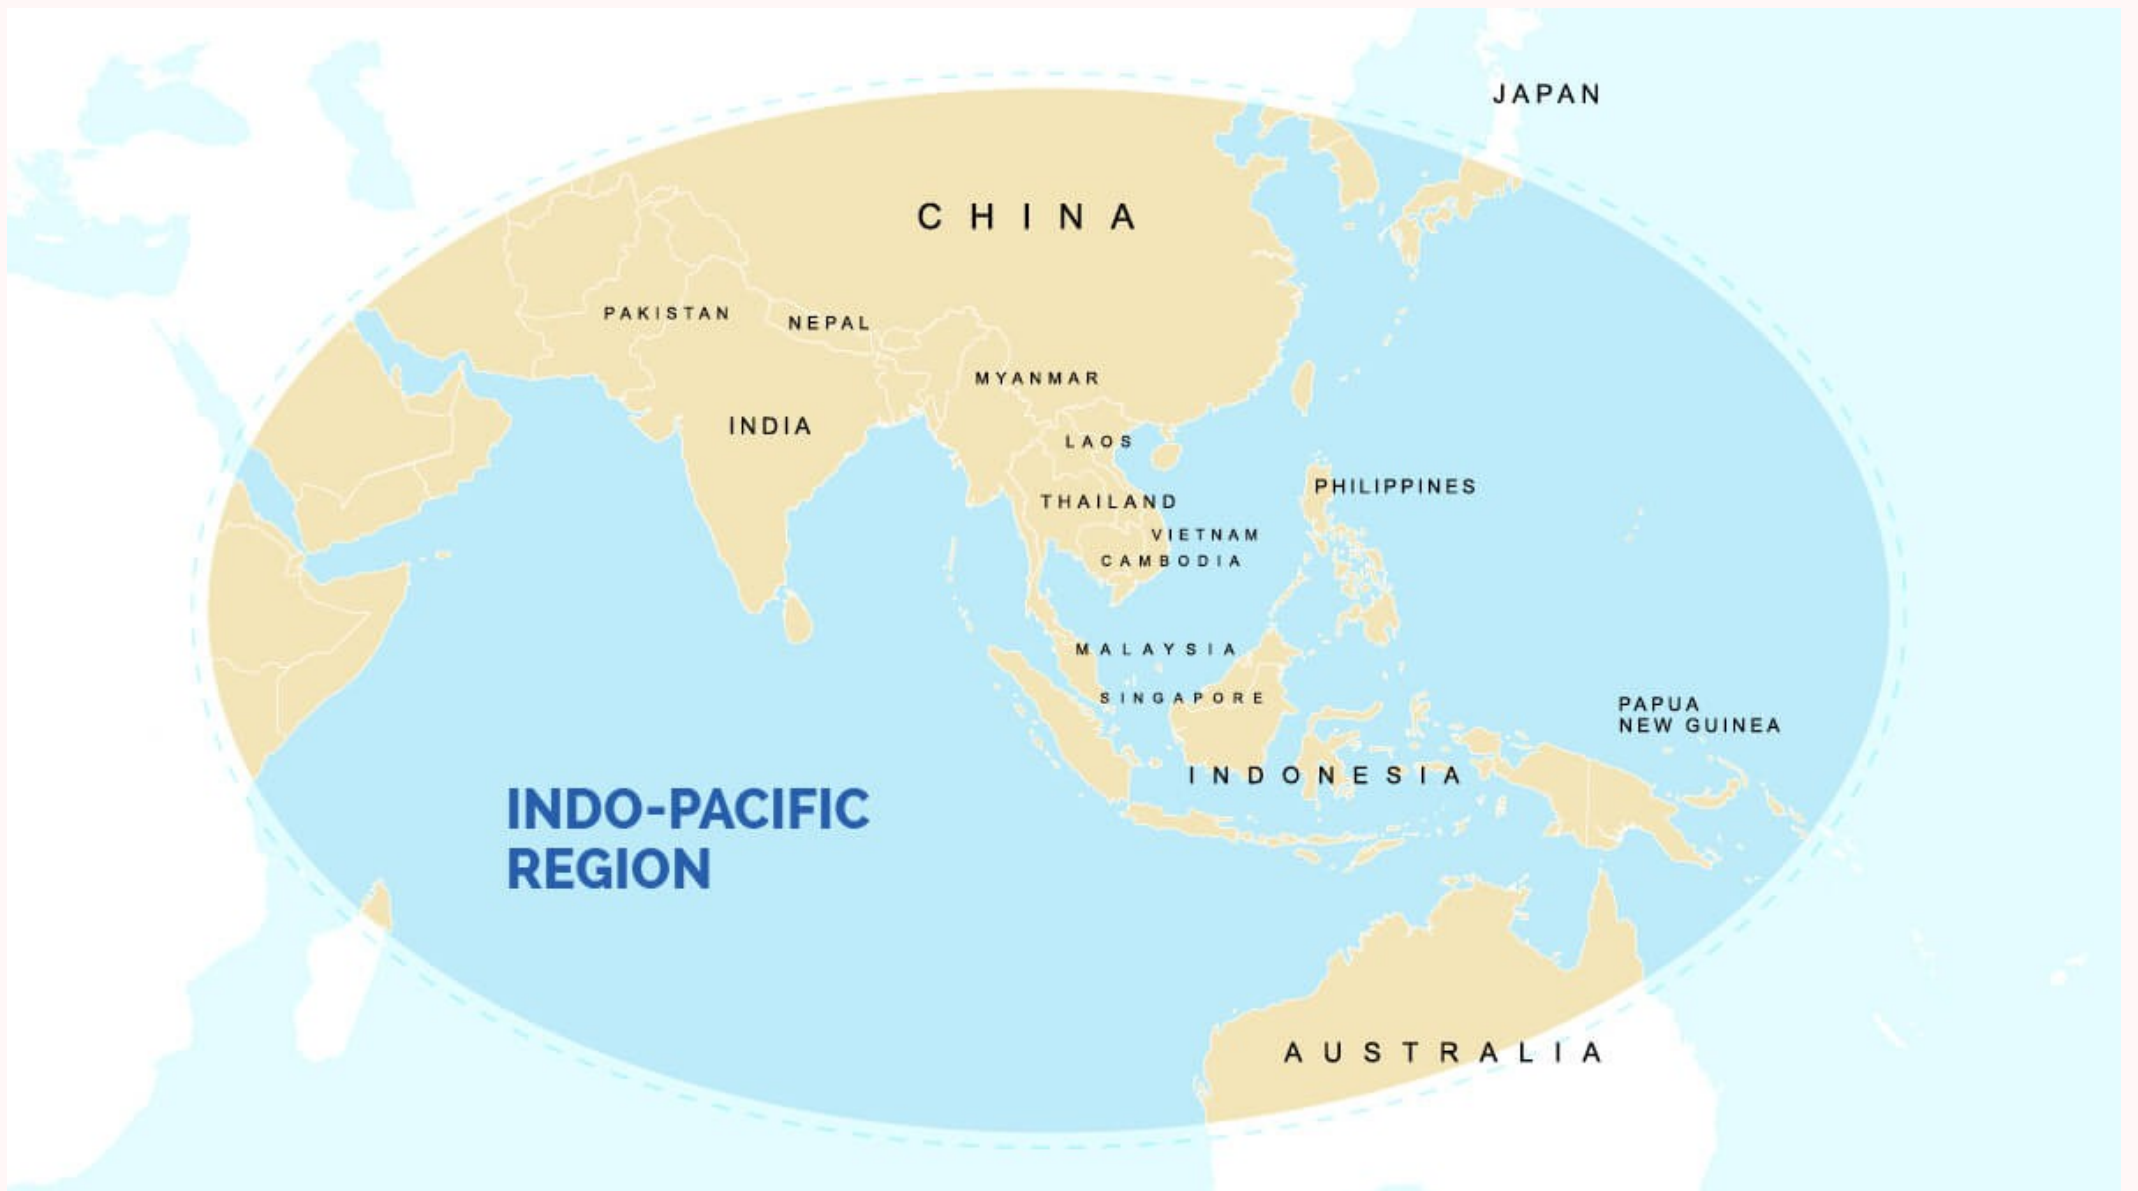 JAPAN
CHINA
PAKISTAN
NEPAL
MYANMAR
INDIA
LAOS
PHILIPPINES
THAILAND
VIETNAM
CAMBODIA
MALAYSIA
SINGAPORE
PAPUA
NEW GUINEA
INDONESIA
INDO-PACIFIC
REGION
AUSTRALIA